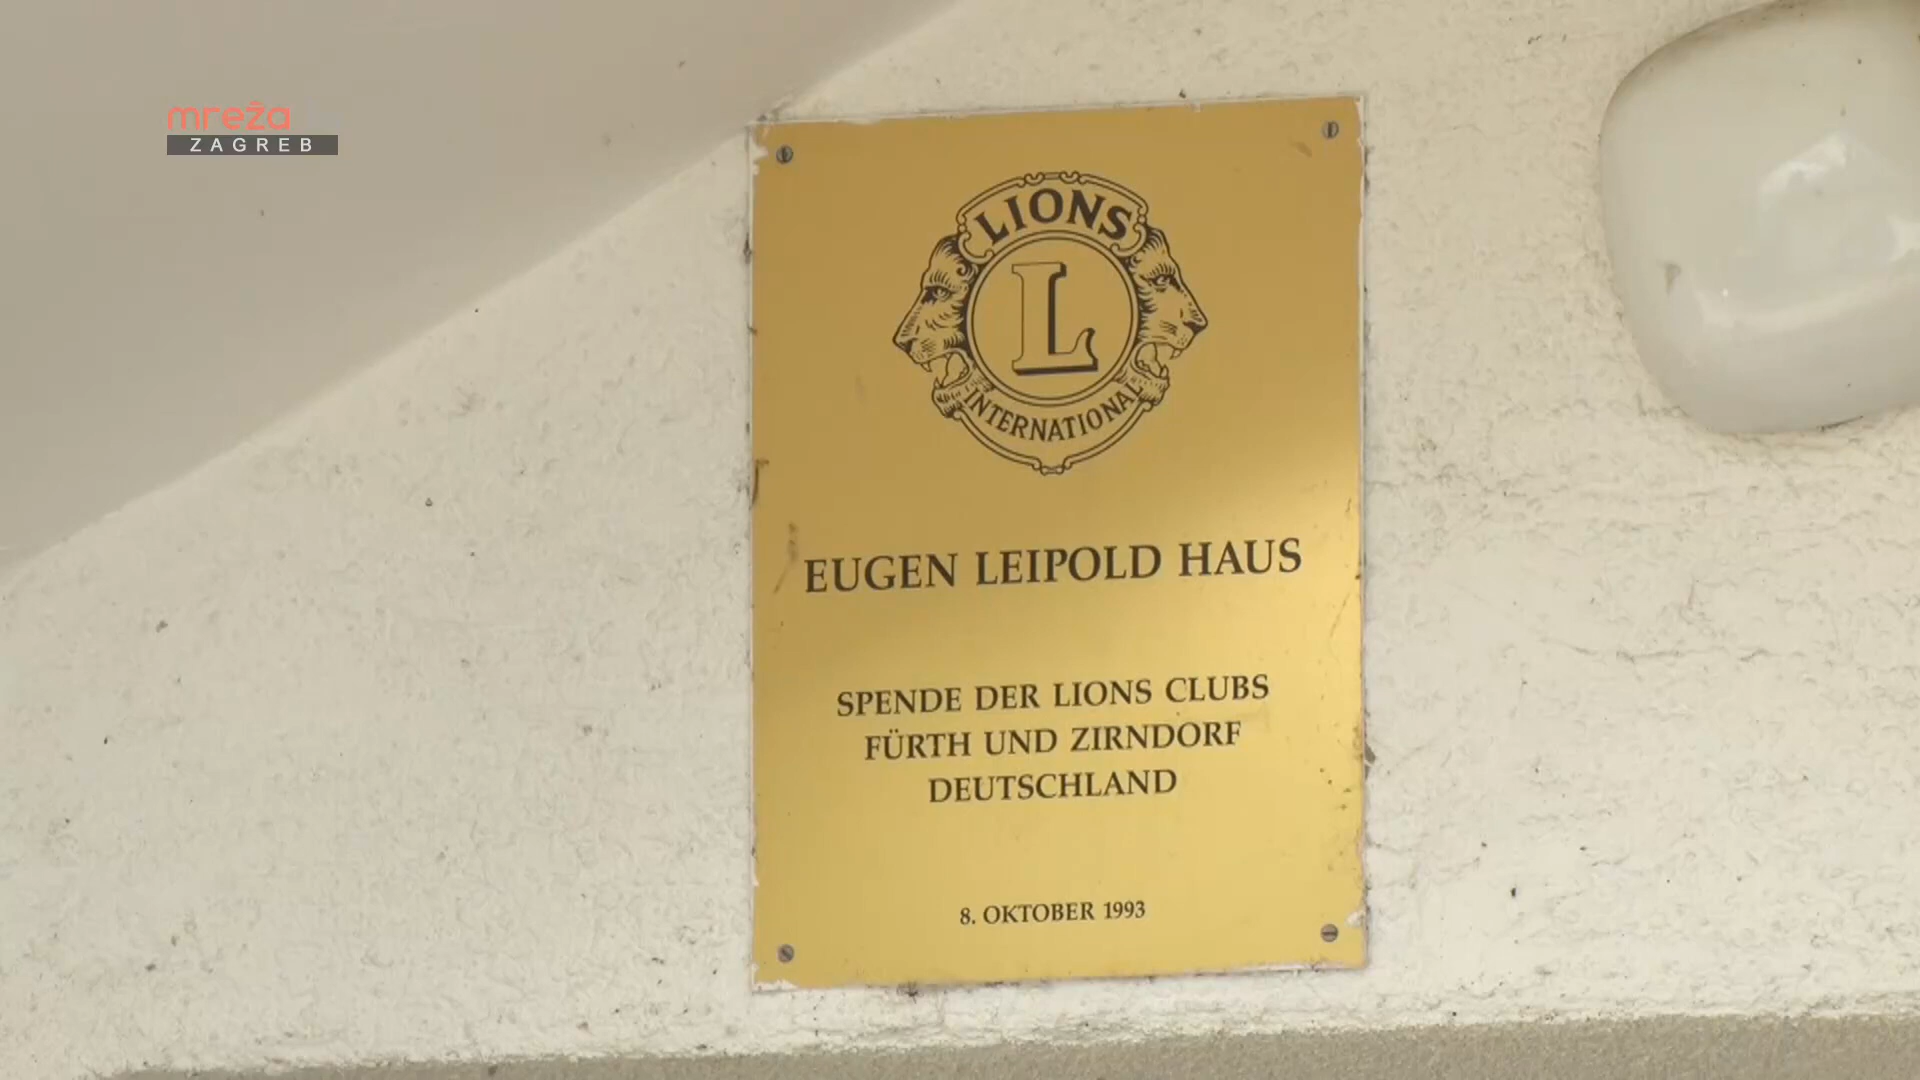 mreža
ZAGREB
LIONS
L
INTERNATIONAL
EUGEN LEIPOLD HAUS
SPENDE DER LIONS CLUBS
FÜRTH UND ZIRNDORF
DEUTSCHLAND
8. OKTOBER 1993